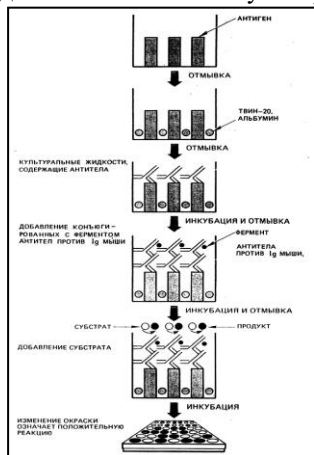 АНТИГЕН
ОТМЫВКА
ТВИН-20,
АЛЬБУМИН
ОТМЫВКА
КУЛЬТУРАЛЬНЫЕ ЖИДКОСТИ,
СОДЕРЖАЩИЕ АНТИТЕЛА
ИНКУБАЦИЯ И ОТМЫВКА
ДОБАВЛЕНИЕ КОНЪЮГИ-
РОВАННЫХ С ФЕРМЕНТОМ
АНТИТЕЛ ПРОТИВ Ig МЫШИ
ФЕРМЕНТ
АНТИТЕЛА
ПРОТИВ Ig МЫШИ,
ИНКУБАЦИЯ И ОТМЫВКА
СУБСТРАТ
ПРОДУКТ
ДОБАВЛЕНИЕ СУБСТРАТА
ИНКУБАЦИЯ
ИЗМЕНЕНИЕ ОКРАСКИ
ОЗНАЧАЕТ ПОЛОЖИТЕЛЬНУЮ
РЕАКЦИЮ